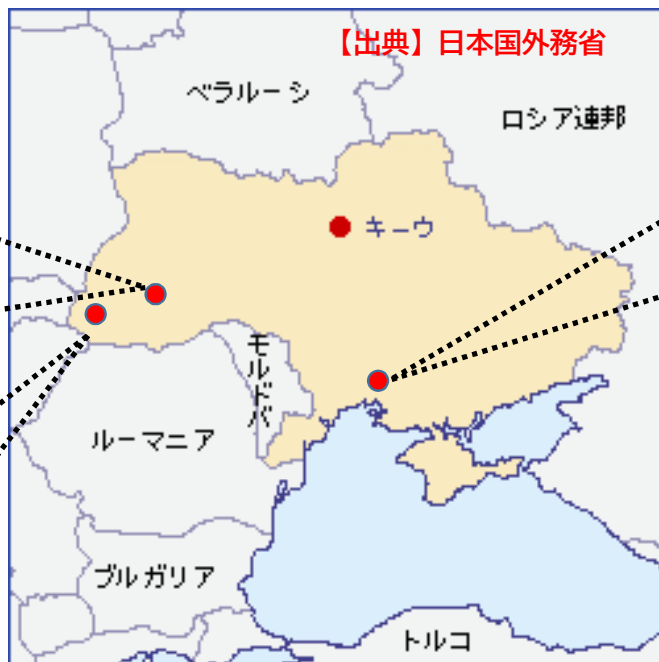 【出典】日本国外務省
ベラルーシ
ロシア連邦
キーウ
モルドバ
ルーマニア
ブルガリア
トルコ